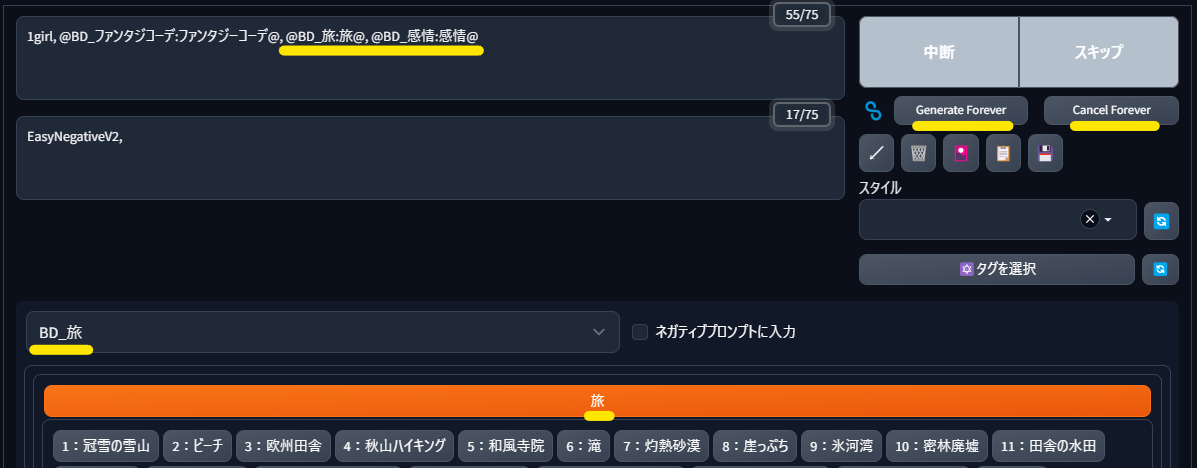 55/75
1girl, @BD_ファンタジコーデ:ファンタジーコーデ@, @BD_旅:旅@, @BD_感情:感情@
中断 スキップ
Generate Forever Cancel Forever
17/75
EasyNegativeV2,
スタイル
タグを選択
BD_旅
ネガティブプロンプトに入力
旅
1：冠雪の雪山 2：ビーチ 3：欧州田舎 4：秋山ハイキング 5：和風寺院 6：滝 7：灼熱砂漠 8：崖っぷち 9：氷河湾 10：密林廃墟 11：田舎の水田